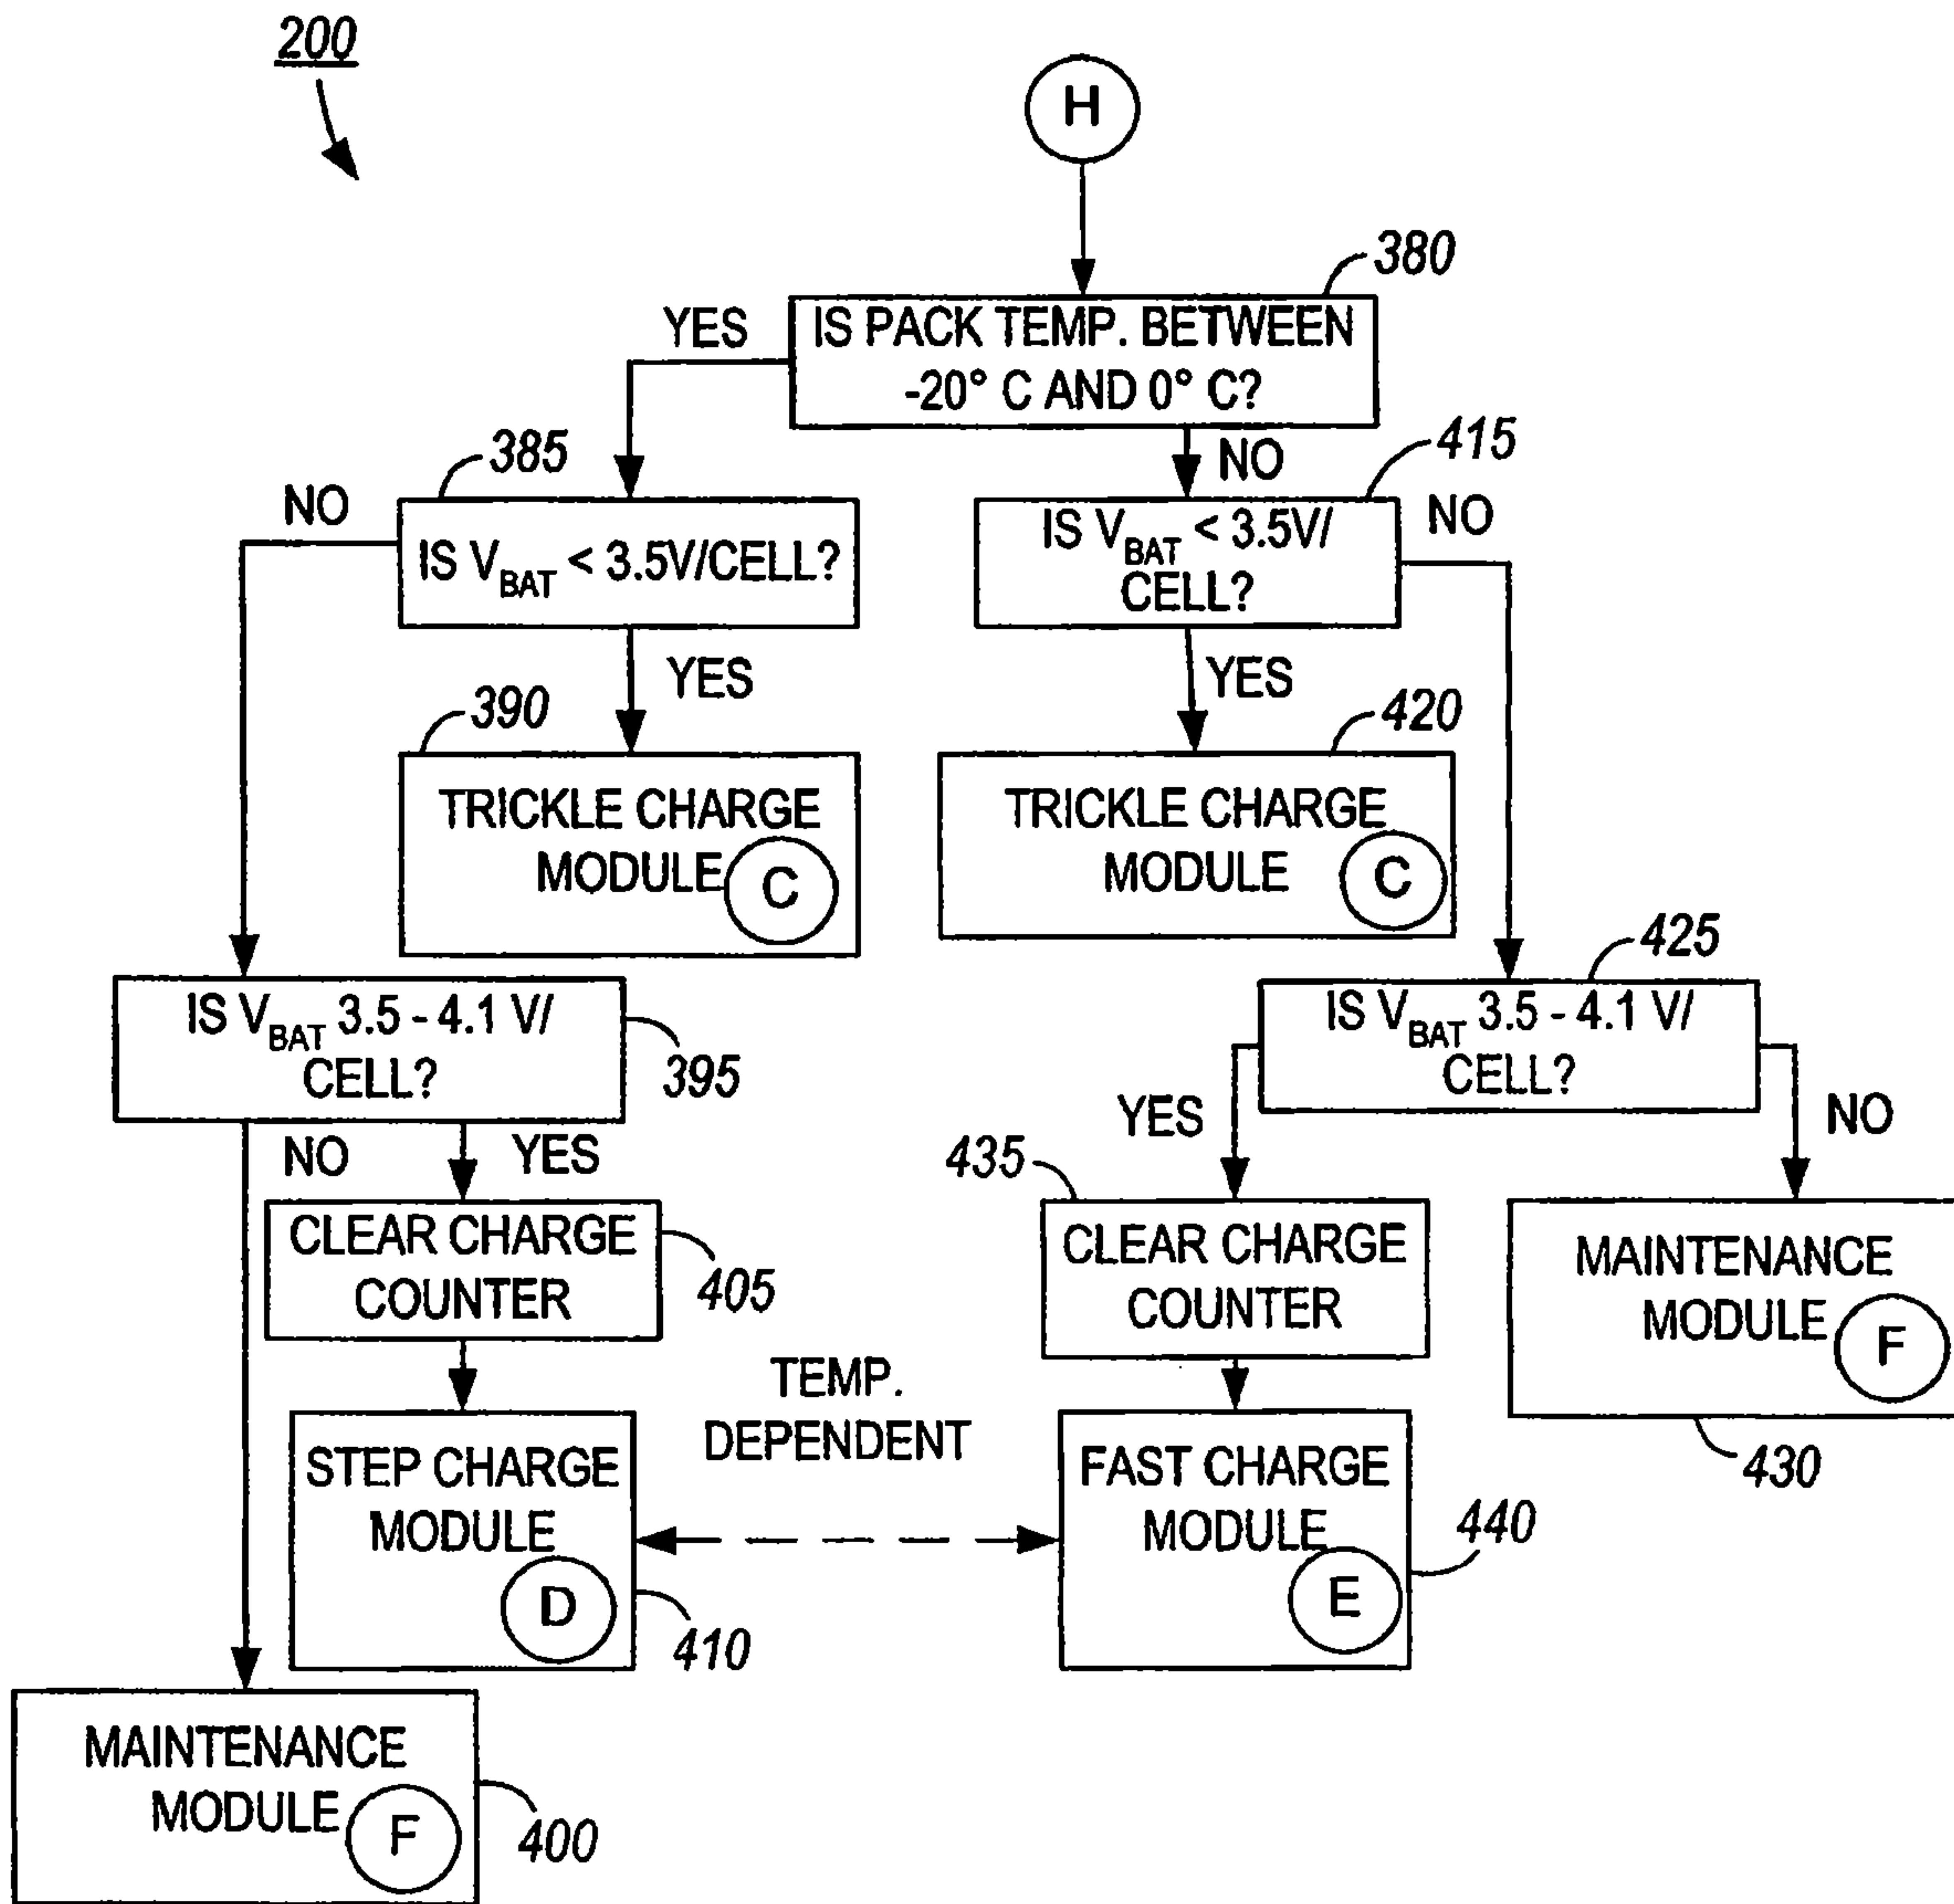 200
H
380
YES
IS PACK TEMP. BETWEEN
-20° C AND 0° C?
385
NO
415
NO
IS VBAT < 3.5V/CELL?
IS VBAT < 3.5V/
CELL?
NO
YES
YES
390
420
TRICKLE CHARGE
MODULE
C
TRICKLE CHARGE
MODULE
C
425
IS VBAT 3.5 - 4.1 V/
CELL?
395
IS VBAT 3.5 - 4.1 V/
CELL?
NO
YES
YES
NO
435
CLEAR CHARGE
COUNTER
405
CLEAR CHARGE
COUNTER
MAINTENANCE
MODULE
F
430
TEMP.
DEPENDENT
STEP CHARGE
MODULE
D
410
FAST CHARGE
MODULE
E
440
MAINTENANCE
MODULE
F
400